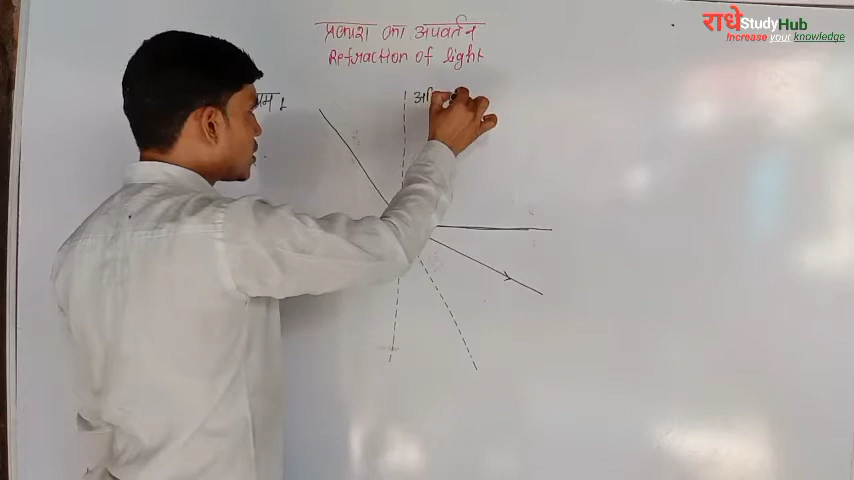 राधे StudyHub
Increase your knowledge
प्रकाश का अपवर्तन
Refraction of light